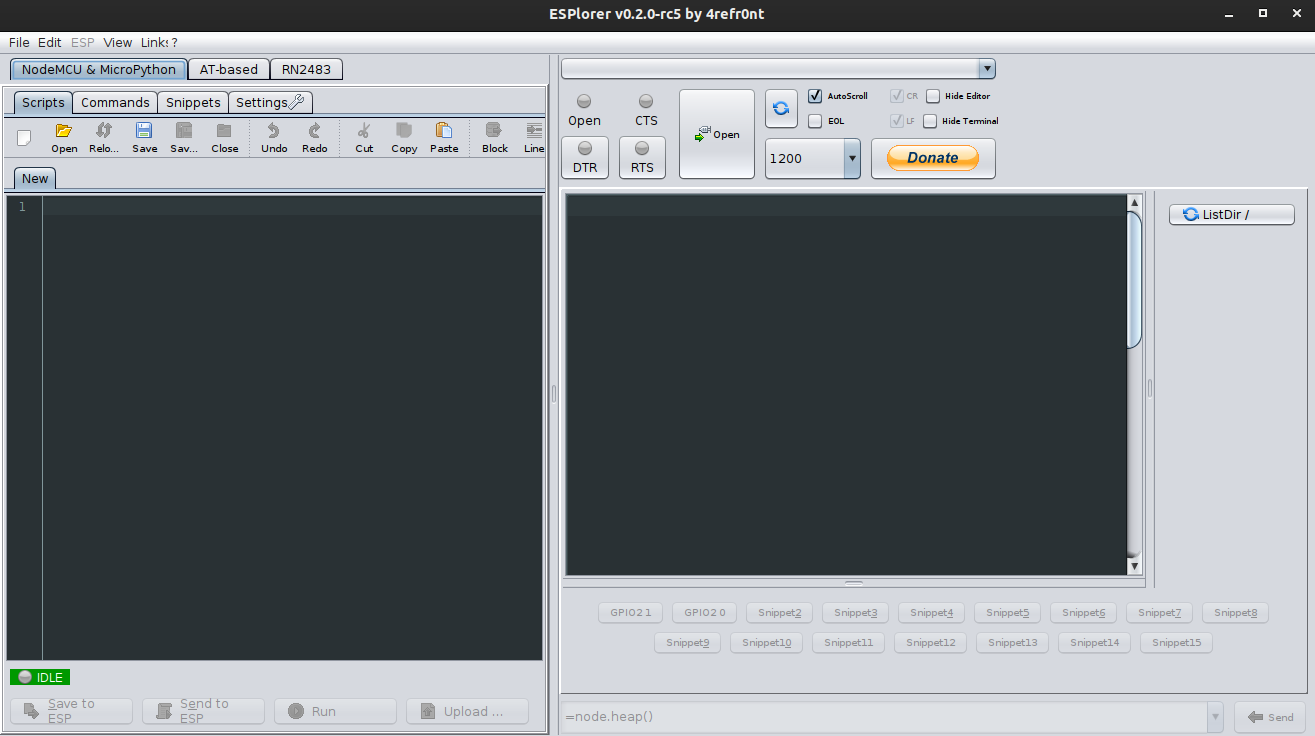 ESPlorer v0.2.0-rc5 by 4refr0nt
File Edit ESP View Links ?
NodeMCU & MicroPython AT-based RN2483
Scripts Commands Snippets Settings
Open Relo... Save Sav... Close Undo Redo Cut Copy Paste Block Line
New
1
IDLE
Save to ESP Send to ESP Run Upload ...
Open CTS
DTR RTS
Open
AutoScroll CR Hide Editor
EOL LF Hide Terminal
1200
Donate
ListDir /
GPIO2 1 GPIO2 0 Snippet2 Snippet3 Snippet4 Snippet5 Snippet6 Snippet7 Snippet8
Snippet9 Snippet10 Snippet11 Snippet12 Snippet13 Snippet14 Snippet15
=node.heap() Send